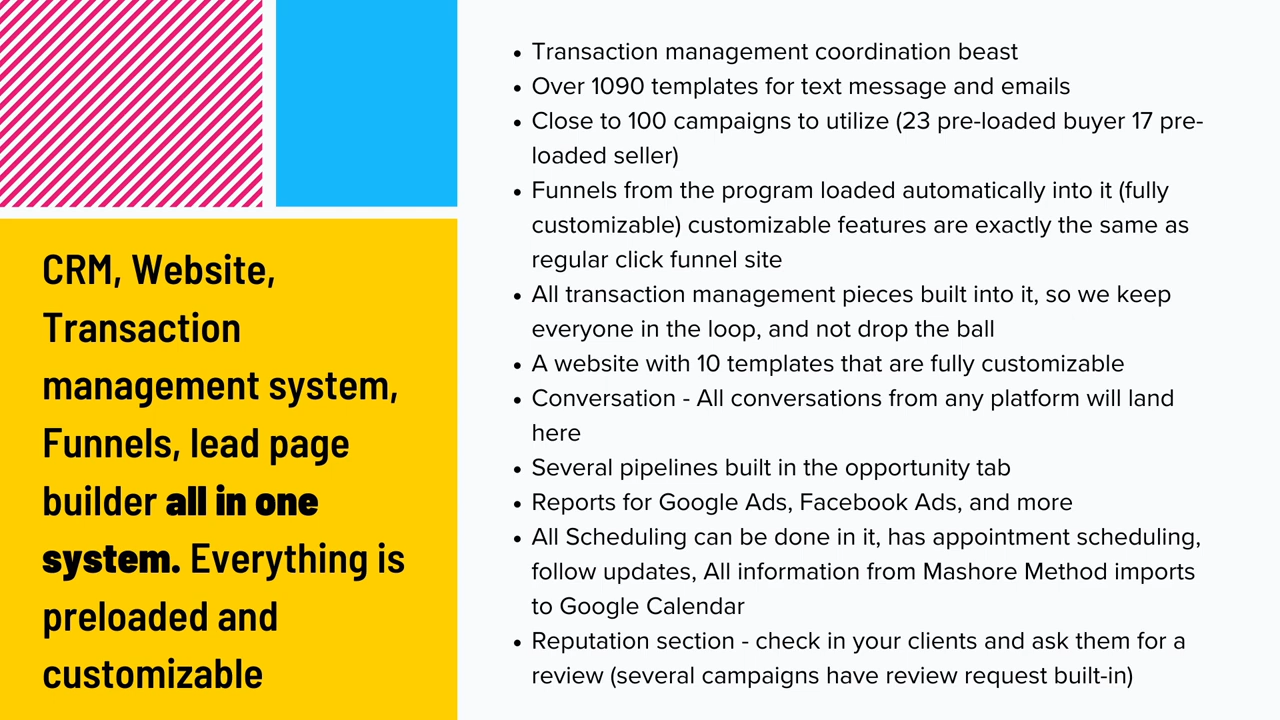 CRM, Website,
Transaction
management system,
Funnels, lead page
builder all in one
system. Everything is
preloaded and
customizable
• Transaction management coordination beast
• Over 1090 templates for text message and emails
• Close to 100 campaigns to utilize (23 pre-loaded buyer 17 pre-
loaded seller)
• Funnels from the program loaded automatically into it (fully
customizable) customizable features are exactly the same as
regular click funnel site
• All transaction management pieces built into it, so we keep
everyone in the loop, and not drop the ball
• A website with 10 templates that are fully customizable
• Conversation - All conversations from any platform will land
here
• Several pipelines built in the opportunity tab
• Reports for Google Ads, Facebook Ads, and more
• All Scheduling can be done in it, has appointment scheduling,
follow updates, All information from Mashore Method imports
to Google Calendar
• Reputation section - check in your clients and ask them for a
review (several campaigns have review request built-in)